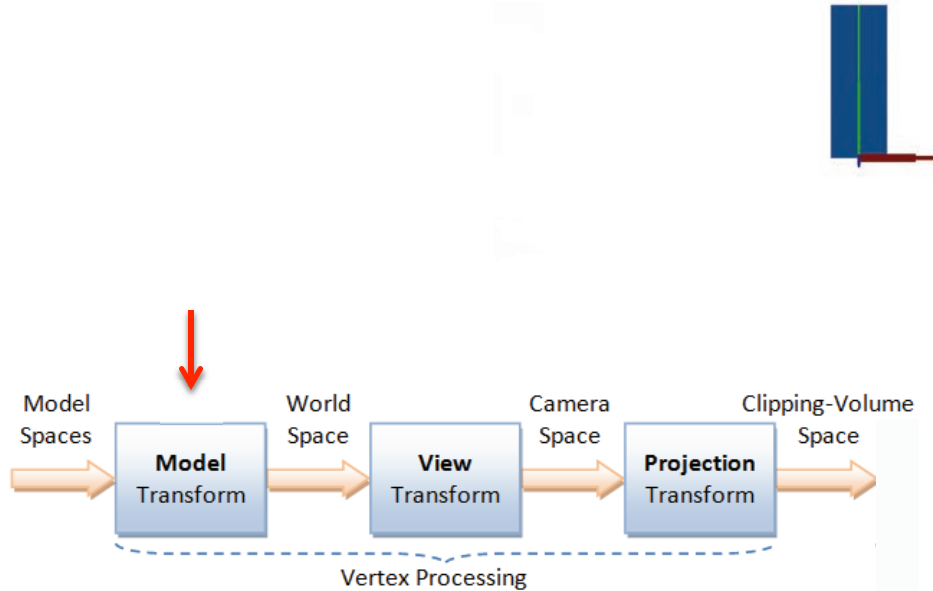 Model
Spaces
Model
Transform
World
Space
View
Transform
Camera
Space
Projection
Transform
Clipping-Volume
Space
Vertex Processing